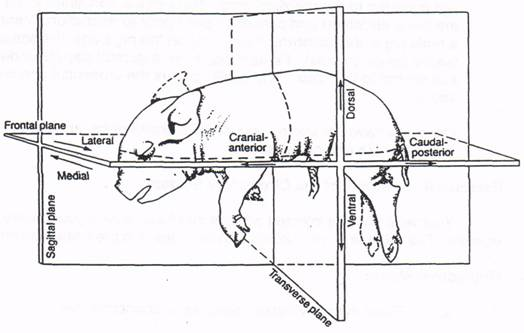 Frontal plane
Lateral
Medial
Sagittal plane
Cranial-
anterior
Dorsal
Ventral
Caudal-
posterior
Transverse plane